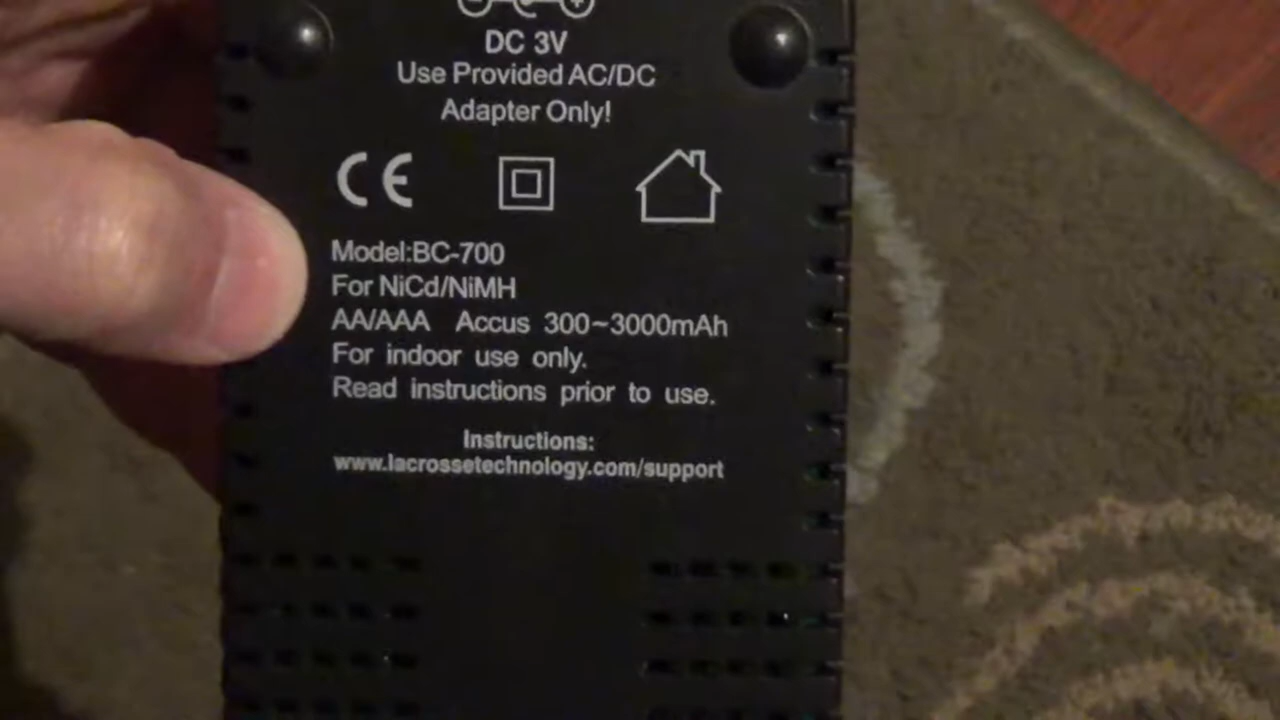 DC 3V
Use Provided AC/DC
Adapter Only!
CE
Model:BC-700
For NiCd/NiMH
AA/AAA Accus 300~3000mAh
For indoor use only.
Read instructions prior to use.
Instructions:
www.lacrossetechnology.com/support